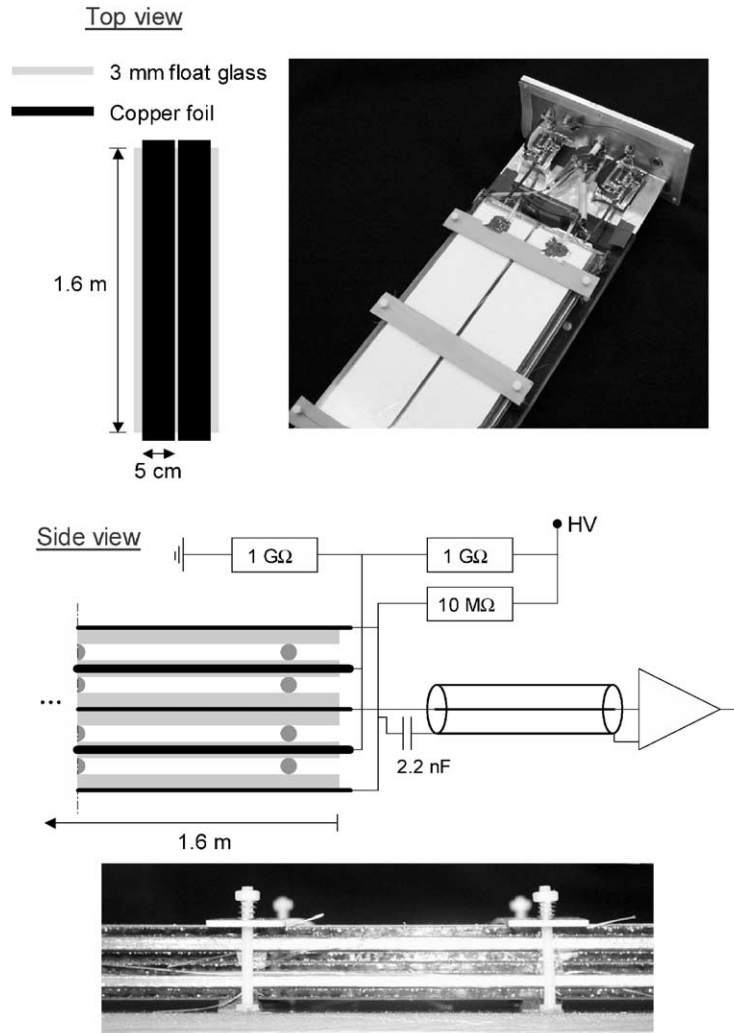 Top view
3 mm float glass
Copper foil
1.6 m
5 cm
Side view
HV
1 GΩ
1 GΩ
10 MΩ
...
2.2 nF
1.6 m